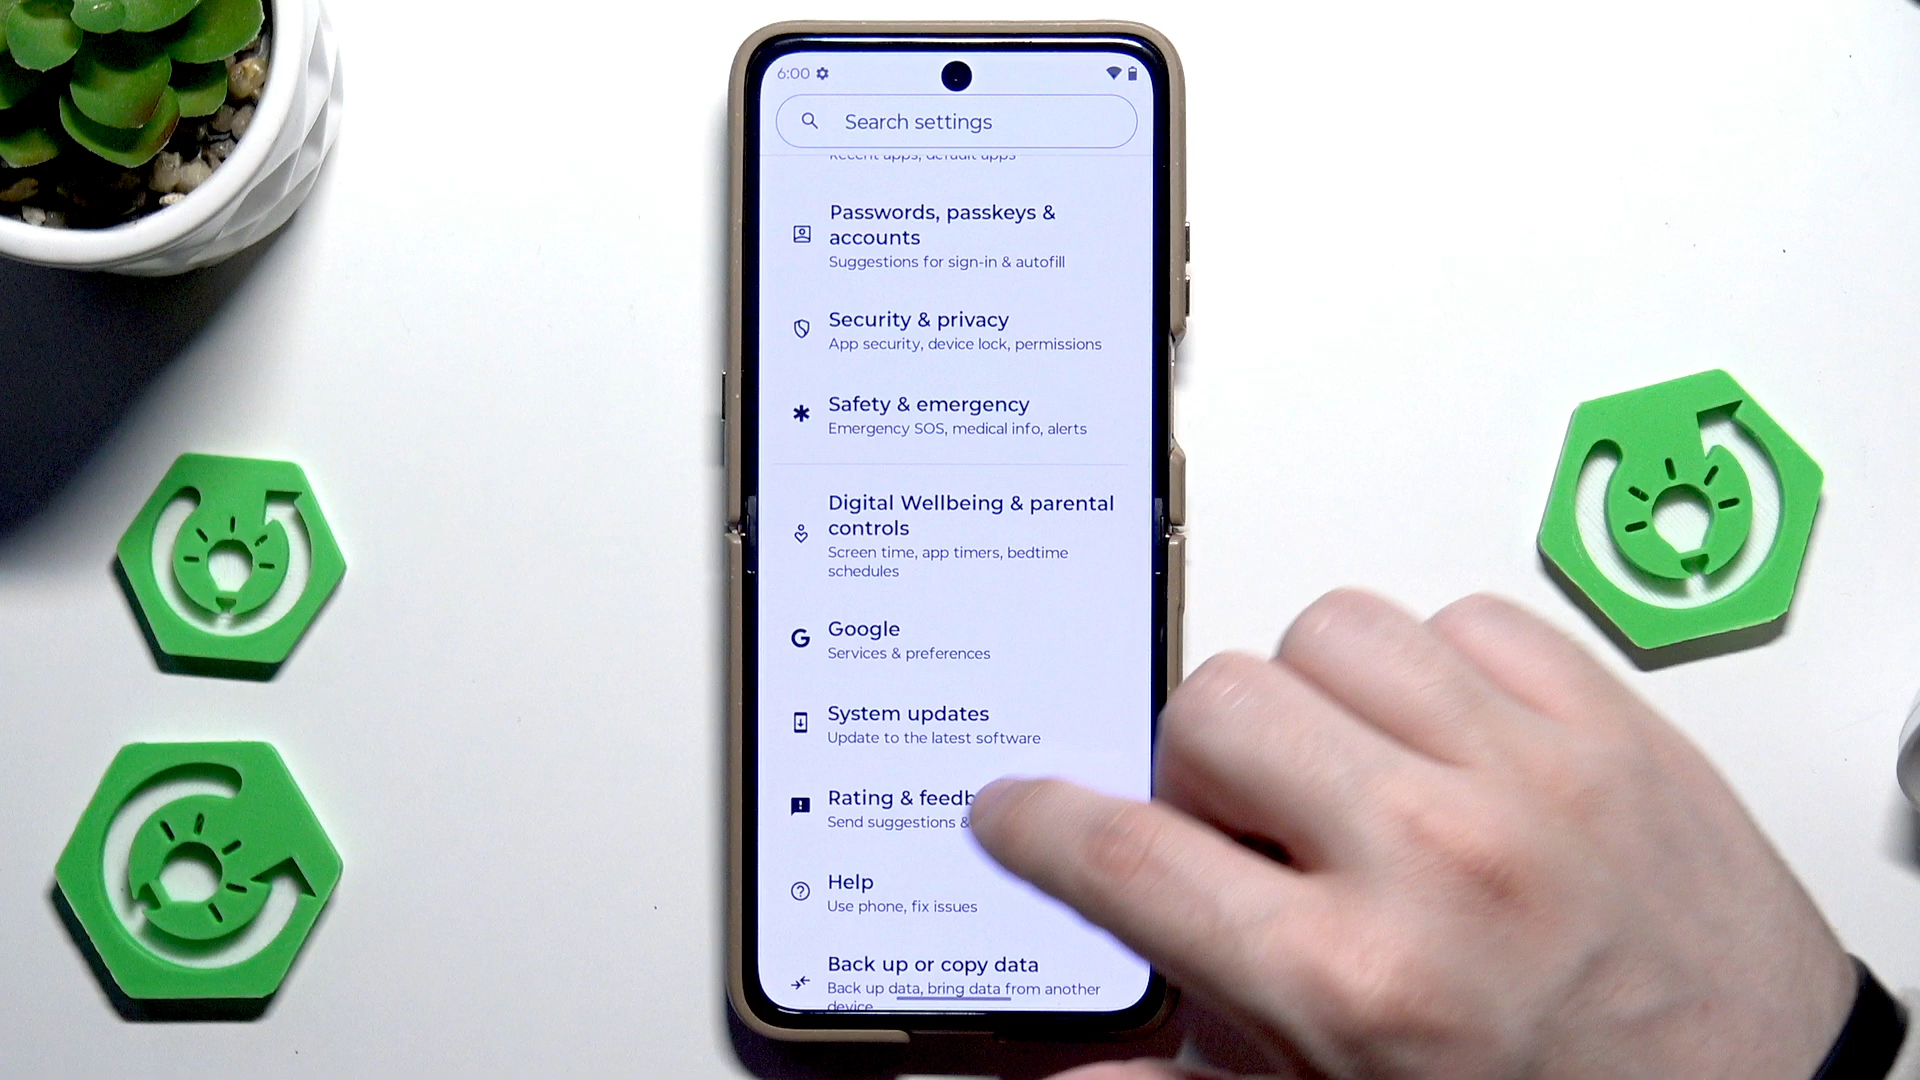 6:00
Search settings
Recent apps, default apps
Passwords, passkeys &
accounts
Suggestions for sign-in & autofill
Security & privacy
App security, device lock, permissions
Safety & emergency
Emergency SOS, medical info, alerts
Digital Wellbeing & parental
controls
Screen time, app timers, bedtime
schedules
Google
Services & preferences
System updates
Update to the latest software
Rating & feedb
Send suggestions &
Help
Use phone, fix issues
Back up or copy data
Back up data, bring data from another
device